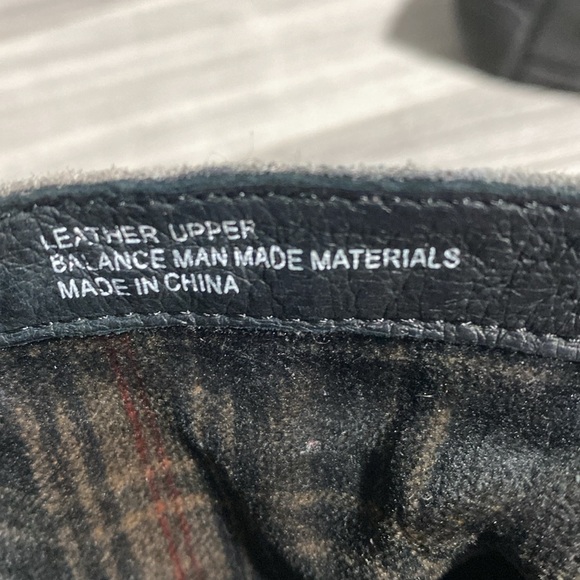 LEATHER UPPER
BALANCE MAN MADE MATERIALS
MADE IN CHINA